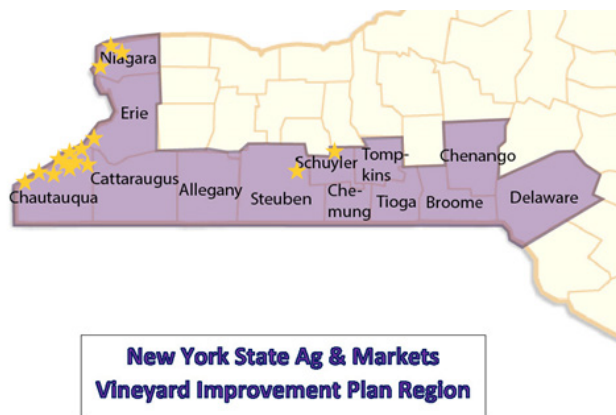 Niagara
Erie
Cattaraugus
Chautauqua
Allegany
Steuben
Schuyler
Che-
mung
Tomp-
kins
Tioga
Broome
Chenango
Delaware
New York State Ag & Markets
Vineyard Improvement Plan Region